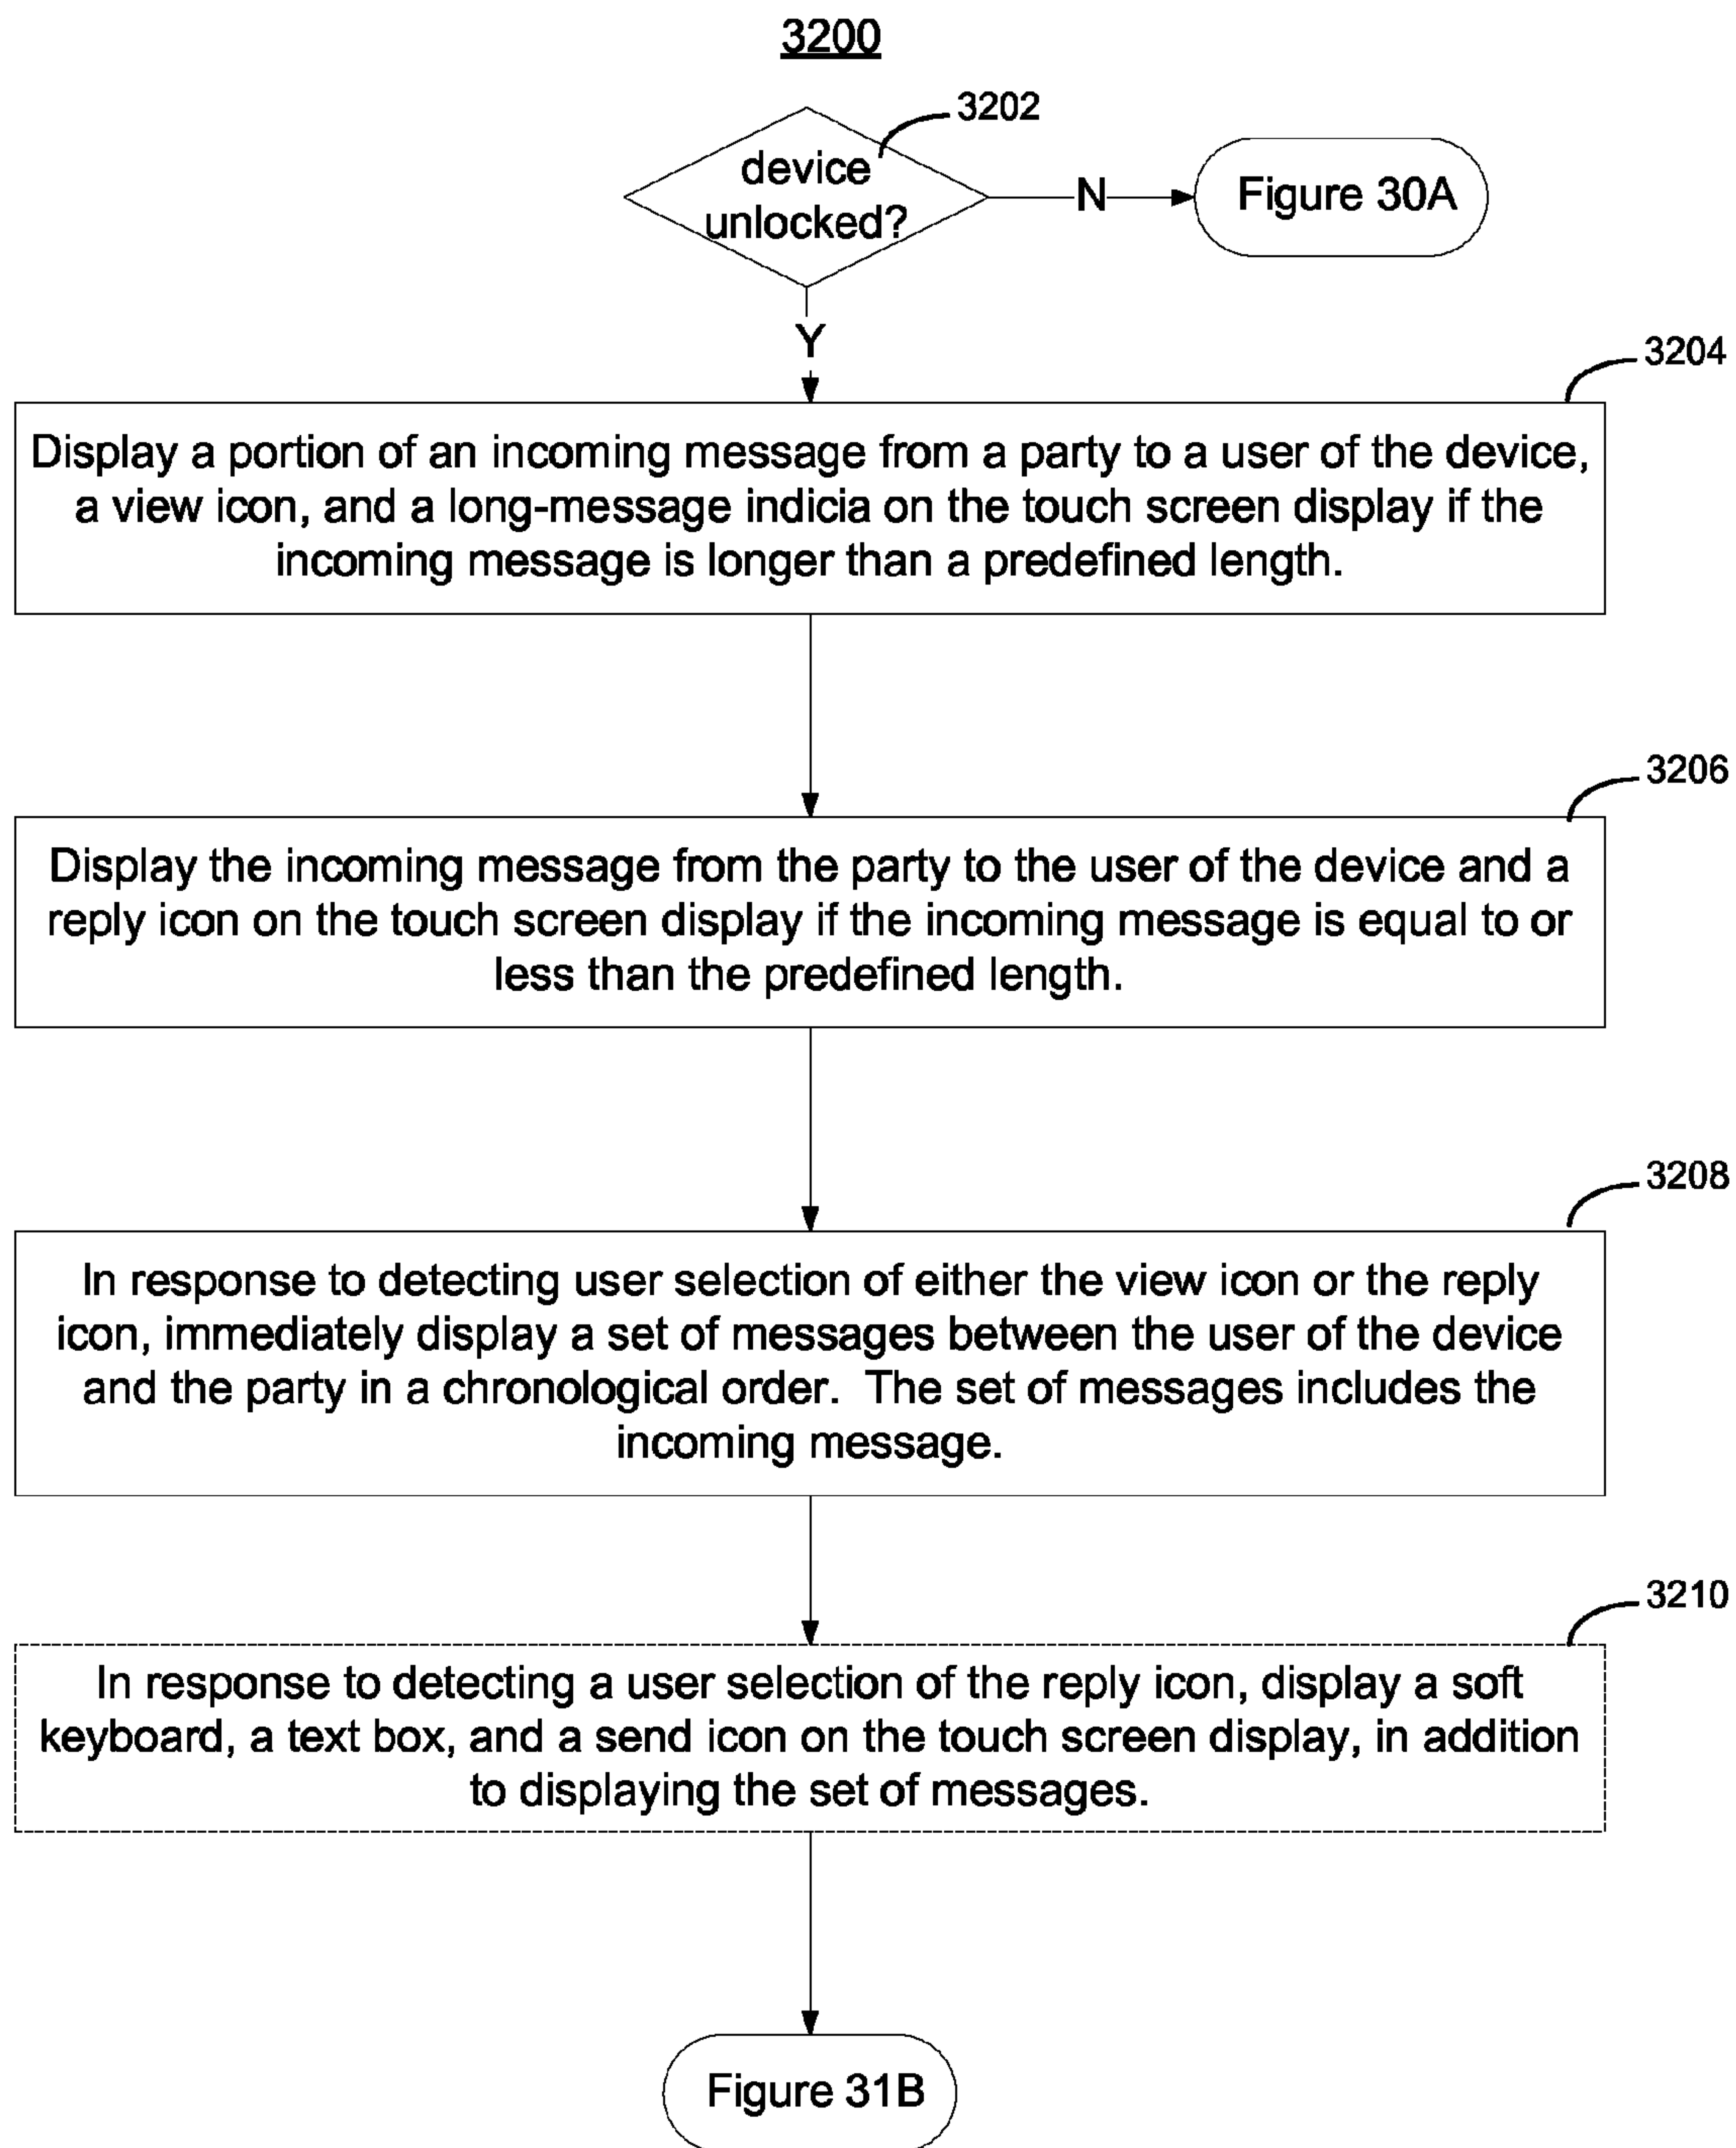 3200
3202
device
unlocked?
N
Figure 30A
Y
3204
Display a portion of an incoming message from a party to a user of the device,
a view icon, and a long-message indicia on the touch screen display if the
incoming message is longer than a predefined length.
3206
Display the incoming message from the party to the user of the device and a
reply icon on the touch screen display if the incoming message is equal to or
less than the predefined length.
3208
In response to detecting user selection of either the view icon or the reply
icon, immediately display a set of messages between the user of the device
and the party in a chronological order.  The set of messages includes the
incoming message.
3210
In response to detecting a user selection of the reply icon, display a soft
keyboard, a text box, and a send icon on the touch screen display, in addition
to displaying the set of messages.
Figure 31B